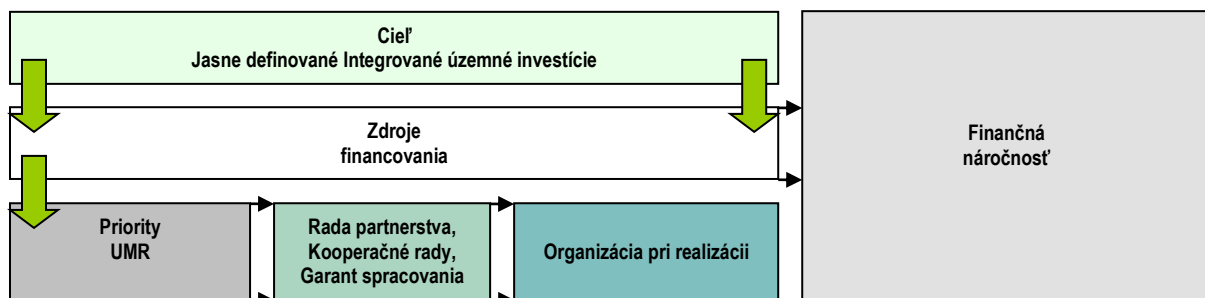 Cieľ
Jasne definované Integrované územné investície
Zdroje
financovania
Finančná
náročnosť
Priority
UMR
Rada partnerstva,
Kooperačné rady,
Garant spracovania
Organizácia pri realizácii